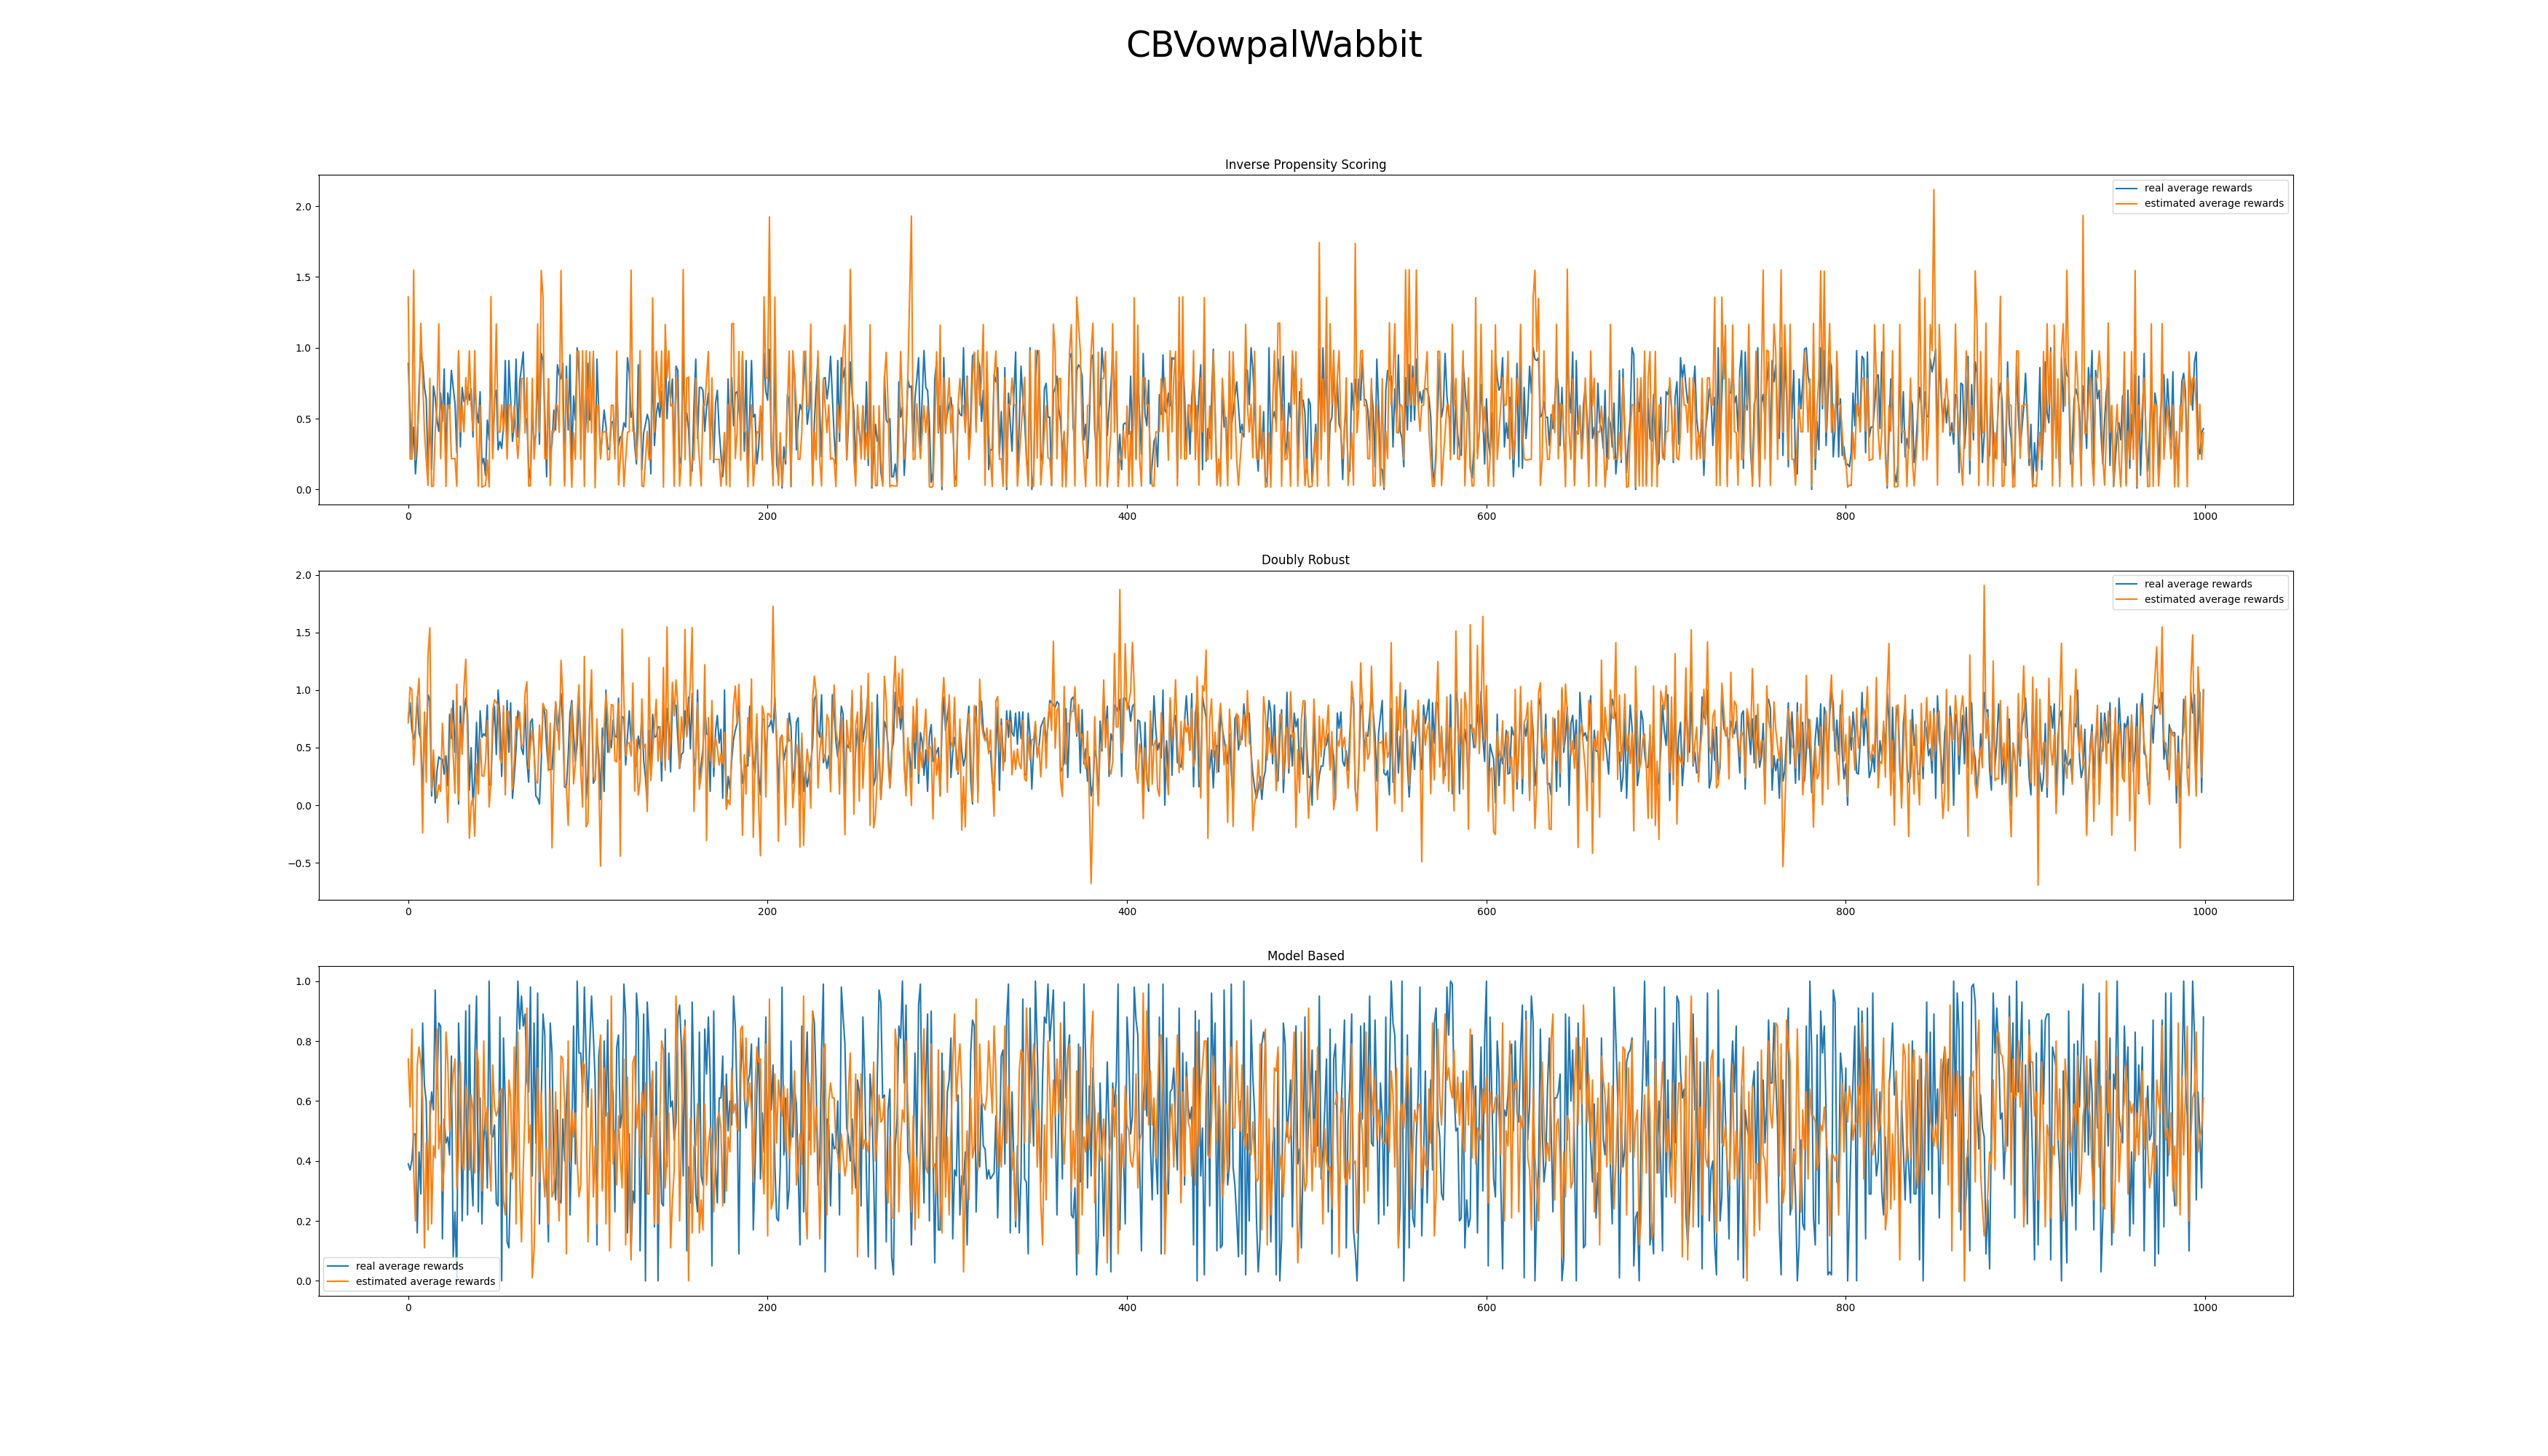 CBVowpalWabbit
Inverse Propensity Scoring
real average rewards
estimated average rewards
2.0
1.5
1.0
0.5
0.0
0 200 400 600 800 1000
Doubly Robust
real average rewards
estimated average rewards
2.0
1.5
1.0
0.5
0.0
−0.5
0 200 400 600 800 1000
Model Based
1.0
0.8
0.6
0.4
0.2
0.0
real average rewards
estimated average rewards
0 200 400 600 800 1000